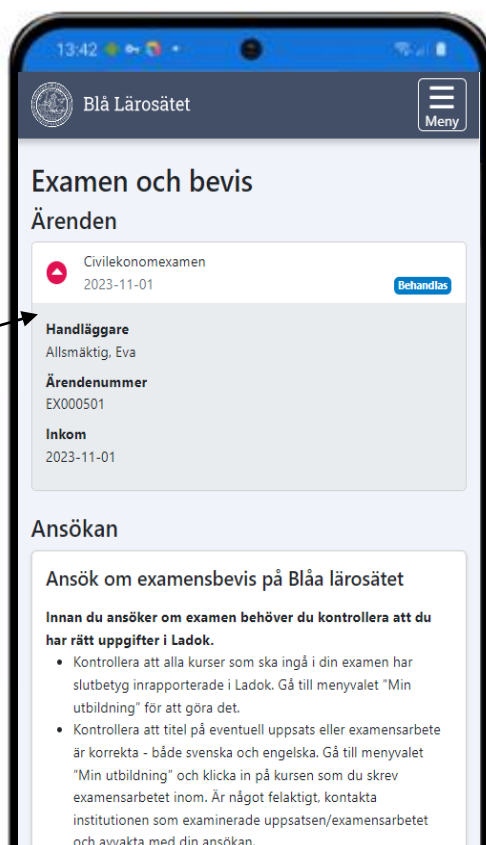 13:42
Blå Lärosätet
Meny
Examen och bevis
Ärenden
Civilekonomexamen
2023-11-01
Behandlas
Handläggare
Allsmäktig, Eva
Ärendenummer
EX000501
Inkom
2023-11-01
Ansökan
Ansök om examensbevis på Blåa lärosätet
Innan du ansöker om examen behöver du kontrollera att du
har rätt uppgifter i Ladok.
• Kontrollera att alla kurser som ska ingå i din examen har
slutbetyg inrapporterade i Ladok. Gå till menyvalet "Min
utbildning" för att göra det.
• Kontrollera att titel på eventuell uppsats eller examensarbete
är korrekta - både svenska och engelska. Gå till menyvalet
"Min utbildning" och klicka in på kursen som du skrev
examensarbetet inom. Är något felaktigt, kontakta
institutionen som examinerade uppsatsen/examensarbetet
och avvakta med din ansökan.